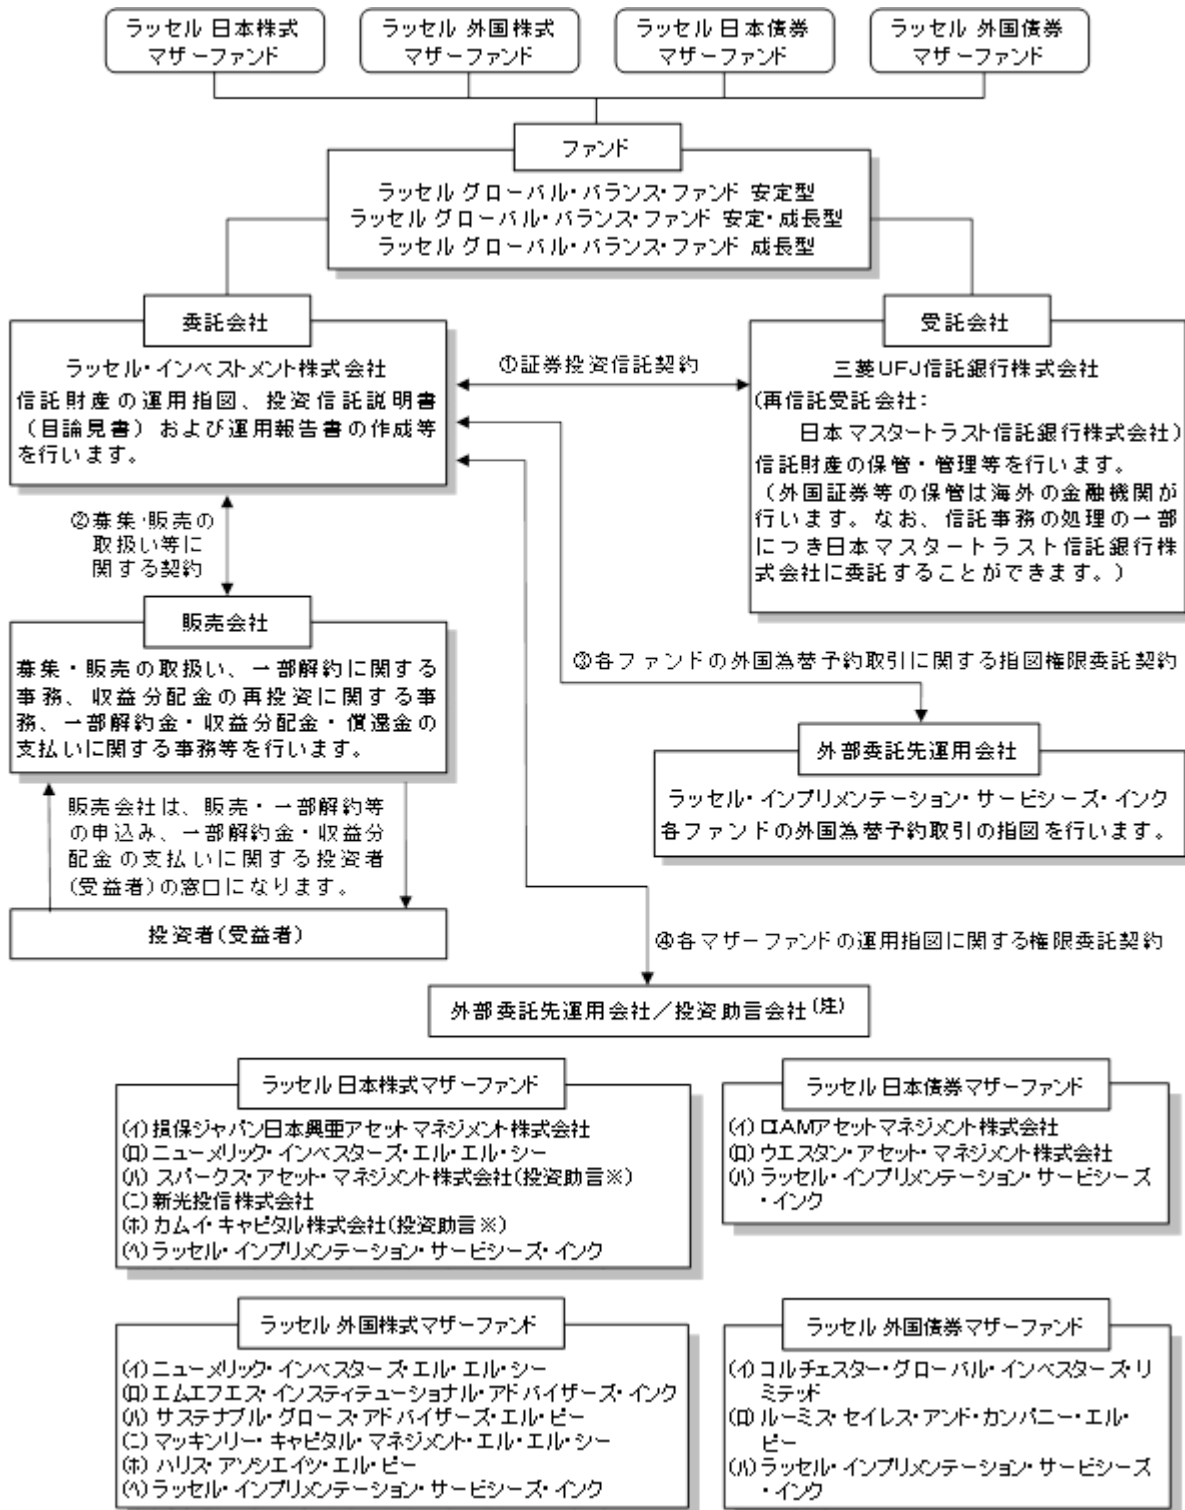 ラッセル 日本株式
マザーファンド
ラッセル 外国株式
マザーファンド
ラッセル 日本債券
マザーファンド
ラッセル 外国債券
マザーファンド
ファンド
ラッセル グローバル・バランス・ファンド 安定型
ラッセル グローバル・バランス・ファンド 安定・成長型
ラッセル グローバル・バランス・ファンド 成長型
委託会社
ラッセル・インベストメント株式会社
信託財産の運用指図、投資信託説明書
(目論見書) および運用報告書の作成等
を行います。
①証券投資信託契約
受託会社
三菱UFJ信託銀行株式会社
(再信託受託会社:
日本マスタートラスト信託銀行株式会社)
信託財産の保管・管理等を行います。
(外国証券等の保管は海外の金融機関が
行います。なお、信託事務の処理の一部
につき日本マスタートラスト信託銀行株
式会社に委託することができます。)
②募集・販売の
取扱い等に
関する契約
販売会社
募集・販売の取扱い、一部解約に関する
事務、収益分配金の再投資に関する事
務、一部解約金・収益分配金・償還金の
支払いに関する事務等を行います。
③各ファンドの外国為替予約取引に関する指図権限委託契約
外部委託先運用会社
ラッセル・インプリメンテーション・サービシーズ・インク
各ファンドの外国為替予約取引の指図を行います。
販売会社は、販売・一部解約等
の申込み、一部解約金・収益分
配金の支払いに関する投資者
(受益者)の窓口になります。
投資者(受益者)
④各マザーファンドの運用指図に関する権限委託契約
外部委託先運用会社/投資助言会社(注)
ラッセル 日本株式マザーファンド
(イ)損保ジャパン日本興亜アセットマネジメント株式会社
(ロ)ニューメリック・インベスターズ・エル・エル・シー
(ハ)スパークス・アセット・マネジメント株式会社(投資助言※)
(ニ)新光投信株式会社
(ホ)カムイ・キャピタル株式会社(投資助言※)
(ヘ)ラッセル・インプリメンテーション・サービシーズ・インク
ラッセル 日本債券マザーファンド
(イ)DIAMアセットマネジメント株式会社
(ロ)ウエスタン・アセット・マネジメント株式会社
(ハ)ラッセル・インプリメンテーション・サービシーズ
・インク
ラッセル 外国株式マザーファンド
(イ)ニューメリック・インベスターズ・エル・エル・シー
(ロ)エムエフエス・インスティテューショナル・アドバイザーズ・インク
(ハ)サステナブル・グロース・アドバイザーズ・エル・ピー
(ニ)マッキンリー・キャピタル・マネジメント・エル・エル・シー
(ホ)ハリス・アソシエイツ・エル・ピー
(ヘ)ラッセル・インプリメンテーション・サービシーズ・インク
ラッセル 外国債券マザーファンド
(イ)コルチェスター・グローバル・インベスターズ・リ
ミテッド
(ロ)ルーミス・セイレス・アンド・カンパニー・エル・
ピー
(ハ)ラッセル・インプリメンテーション・サービシーズ
・インク